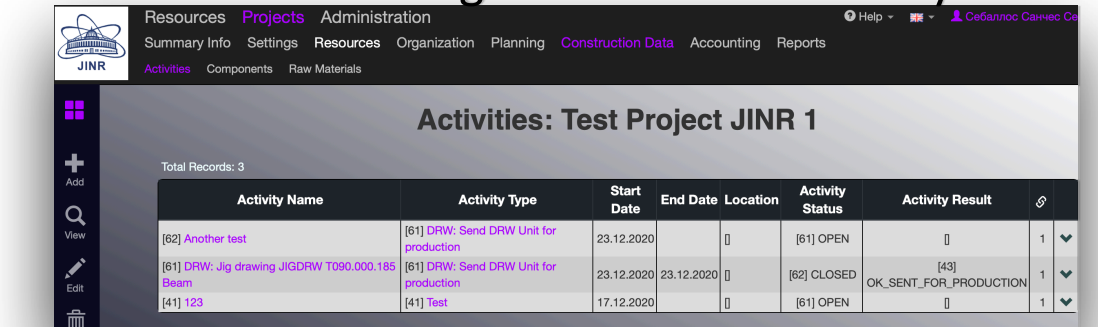 Resources Projects Administration Help Себаллос Санчес Се
Summary Info Settings Resources Organization Planning Construction Data Accounting Reports
JINR
Activities Components Raw Materials
Activities: Test Project JINR 1
Total Records: 3
Add
View
Edit
Activity Name Activity Type Start Date End Date Location Activity Status Activity Result
[62] Another test [61] DRW: Send DRW Unit for production 23.12.2020 [] [61] OPEN [] 1
[61] DRW: Jig drawing JIGDRW T090.000.185 Beam [61] DRW: Send DRW Unit for production 23.12.2020 23.12.2020 [] [62] CLOSED [43] OK_SENT_FOR_PRODUCTION 1
[41] 123 [41] Test 17.12.2020 [] [61] OPEN [] 1